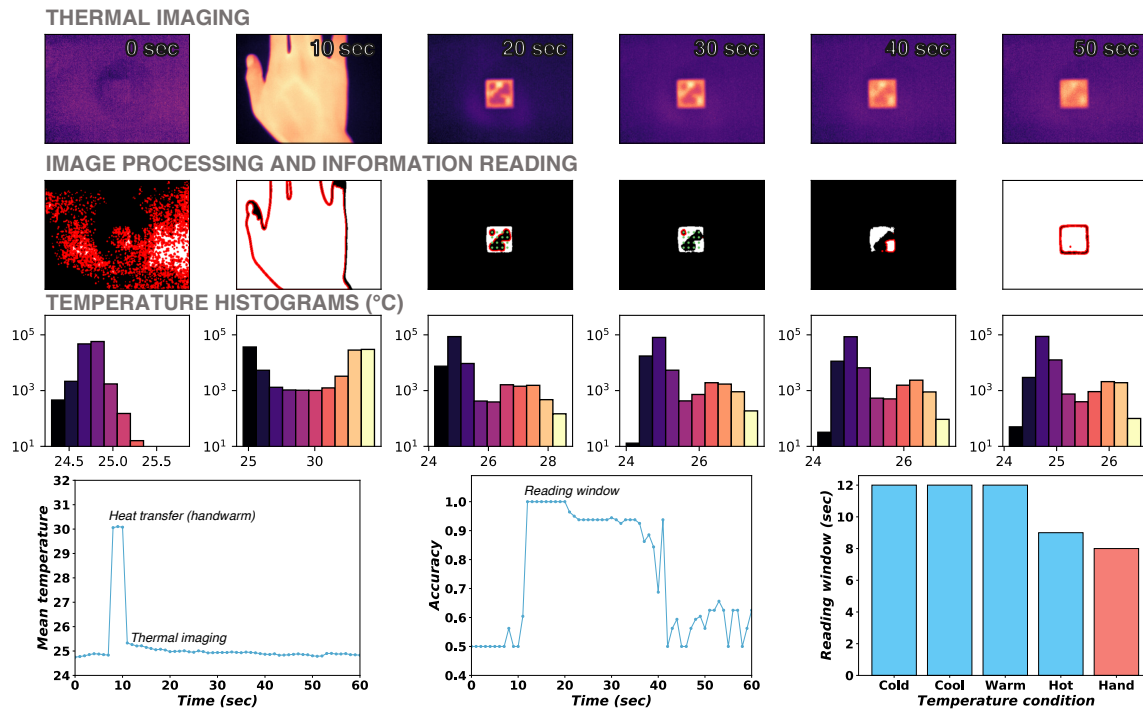 THERMAL IMAGING
0 sec 10 sec 20 sec 30 sec 40 sec 50 sec
IMAGE PROCESSING AND INFORMATION READING
TEMPERATURE HISTOGRAMS (°C)
10⁵ 10⁵ 10⁵ 10⁵ 10⁵ 10⁵
10³ 10³ 10³ 10³ 10³ 10³
10¹ 10¹ 10¹ 10¹ 10¹ 10¹
24.5 25.0 25.5 25 30 24 26 28 24 26 24 26 24 25 26
Mean temperature
32
31
30
29
28
27
26
25
24
Heat transfer (handwarm)
Thermal imaging
0 10 20 30 40 50 60
Time (sec)
Accuracy
1.0
0.9
0.8
0.7
0.6
0.5
0.4
Reading window
0 10 20 30 40 50 60
Time (sec)
Reading window (sec)
12
10
8
6
4
2
0
Cold Cool Warm Hot Hand
Temperature condition